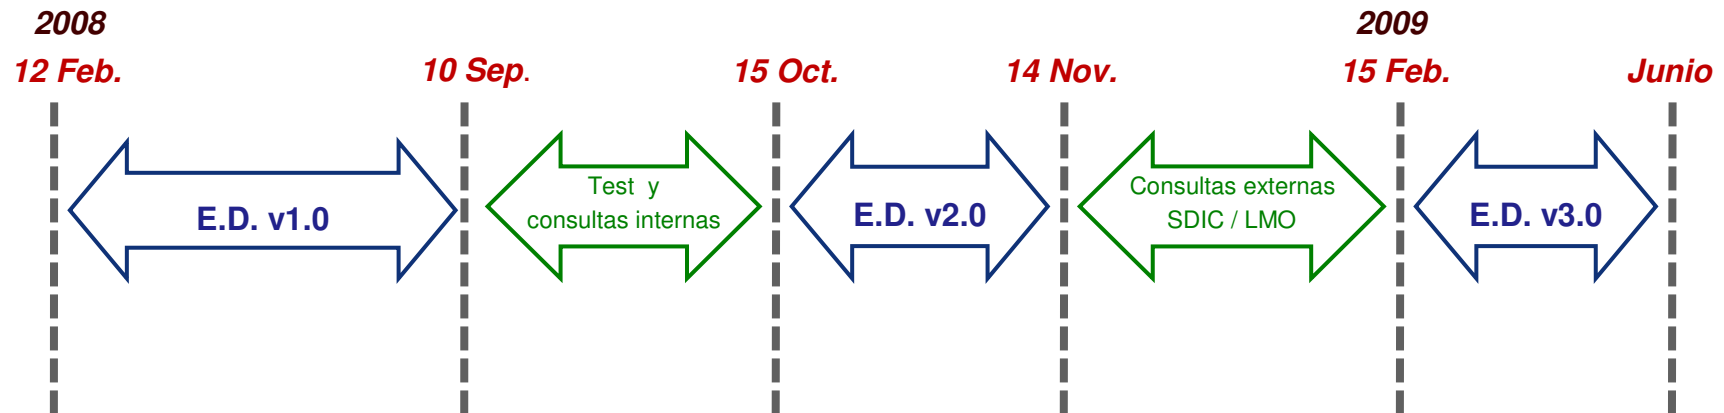 2008
2009
12 Feb.
10 Sep.
15 Oct.
14 Nov.
15 Feb.
Junio
E.D. v1.0
Test y
consultas internas
E.D. v2.0
Consultas externas
SDIC / LMO
E.D. v3.0